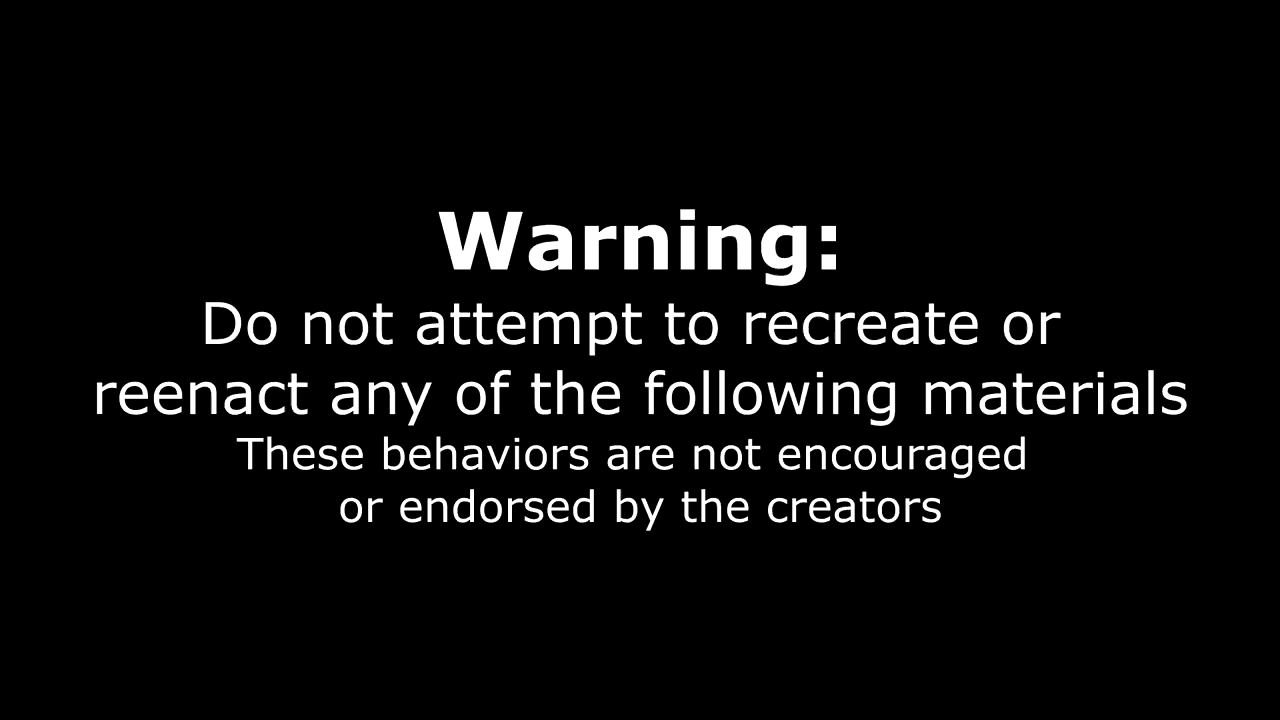 Warning:
Do not attempt to recreate or
reenact any of the following materials
These behaviors are not encouraged
or endorsed by the creators